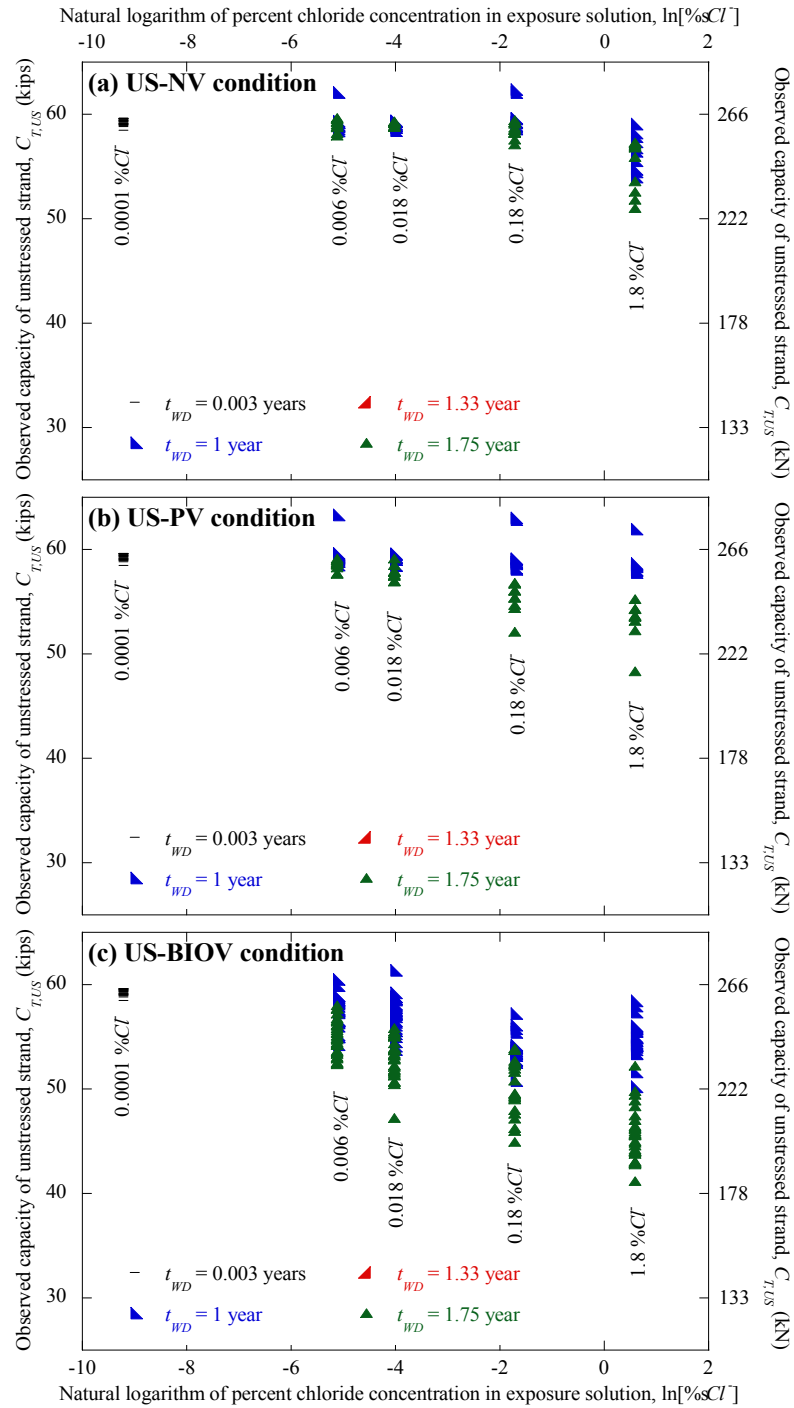 Natural logarithm of percent chloride concentration in exposure solution, ln[%sCl⁻]
-10 -8 -6 -4 -2 0 2
(a) US-NV condition
Observed capacity of unstressed strand, C_T,US (kips)
60
50
40
30
266
222
178
133
Observed capacity of unstressed strand, C_T,US (kN)
0.0001 %Cl⁻
0.006 %Cl⁻
0.018 %Cl⁻
0.18 %Cl⁻
1.8 %Cl⁻
t_WD = 0.003 years
t_WD = 1.33 year
t_WD = 1 year
t_WD = 1.75 year
(b) US-PV condition
Observed capacity of unstressed strand, C_T,US (kips)
60
50
40
30
266
222
178
133
Observed capacity of unstressed strand, C_T,US (kN)
0.0001 %Cl⁻
0.006 %Cl⁻
0.018 %Cl⁻
0.18 %Cl⁻
1.8 %Cl⁻
t_WD = 0.003 years
t_WD = 1.33 year
t_WD = 1 year
t_WD = 1.75 year
(c) US-BIOV condition
Observed capacity of unstressed strand, C_T,US (kips)
60
50
40
30
266
222
178
133
Observed capacity of unstressed strand, C_T,US (kN)
0.0001 %Cl⁻
0.006 %Cl⁻
0.018 %Cl⁻
0.18 %Cl⁻
1.8 %Cl⁻
t_WD = 0.003 years
t_WD = 1.33 year
t_WD = 1 year
t_WD = 1.75 year
-10 -8 -6 -4 -2 0 2
Natural logarithm of percent chloride concentration in exposure solution, ln[%sCl⁻]